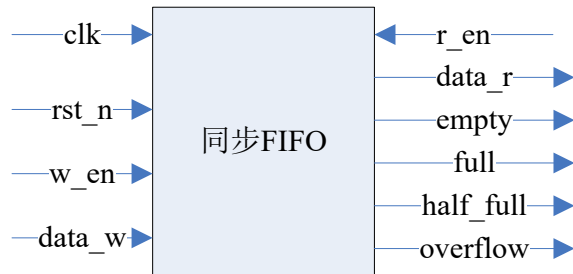 clk
rst_n
w_en
data_w
同步FIFO
r_en
data_r
empty
full
half_full
overflow